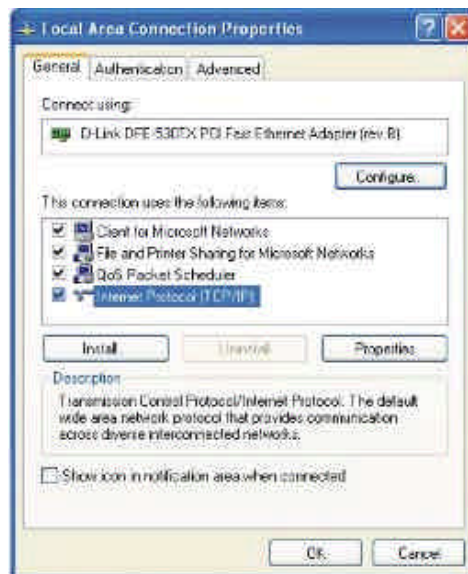 Local Area Connection Properties
General Authentication Advanced
Connect using:
D-Link DFE-530TX PCI Fast Ethernet Adapter (rev.B)
Configure...
This connection uses the following items:
Client for Microsoft Networks
File and Printer Sharing for Microsoft Networks
QoS Packet Scheduler
Internet Protocol (TCP/IP)
Install... Uninstall Properties
Description
Transmission Control Protocol/Internet Protocol. The default
wide area network protocol that provides communication
across diverse interconnected networks.
Show icon in notification area when connected
OK Cancel